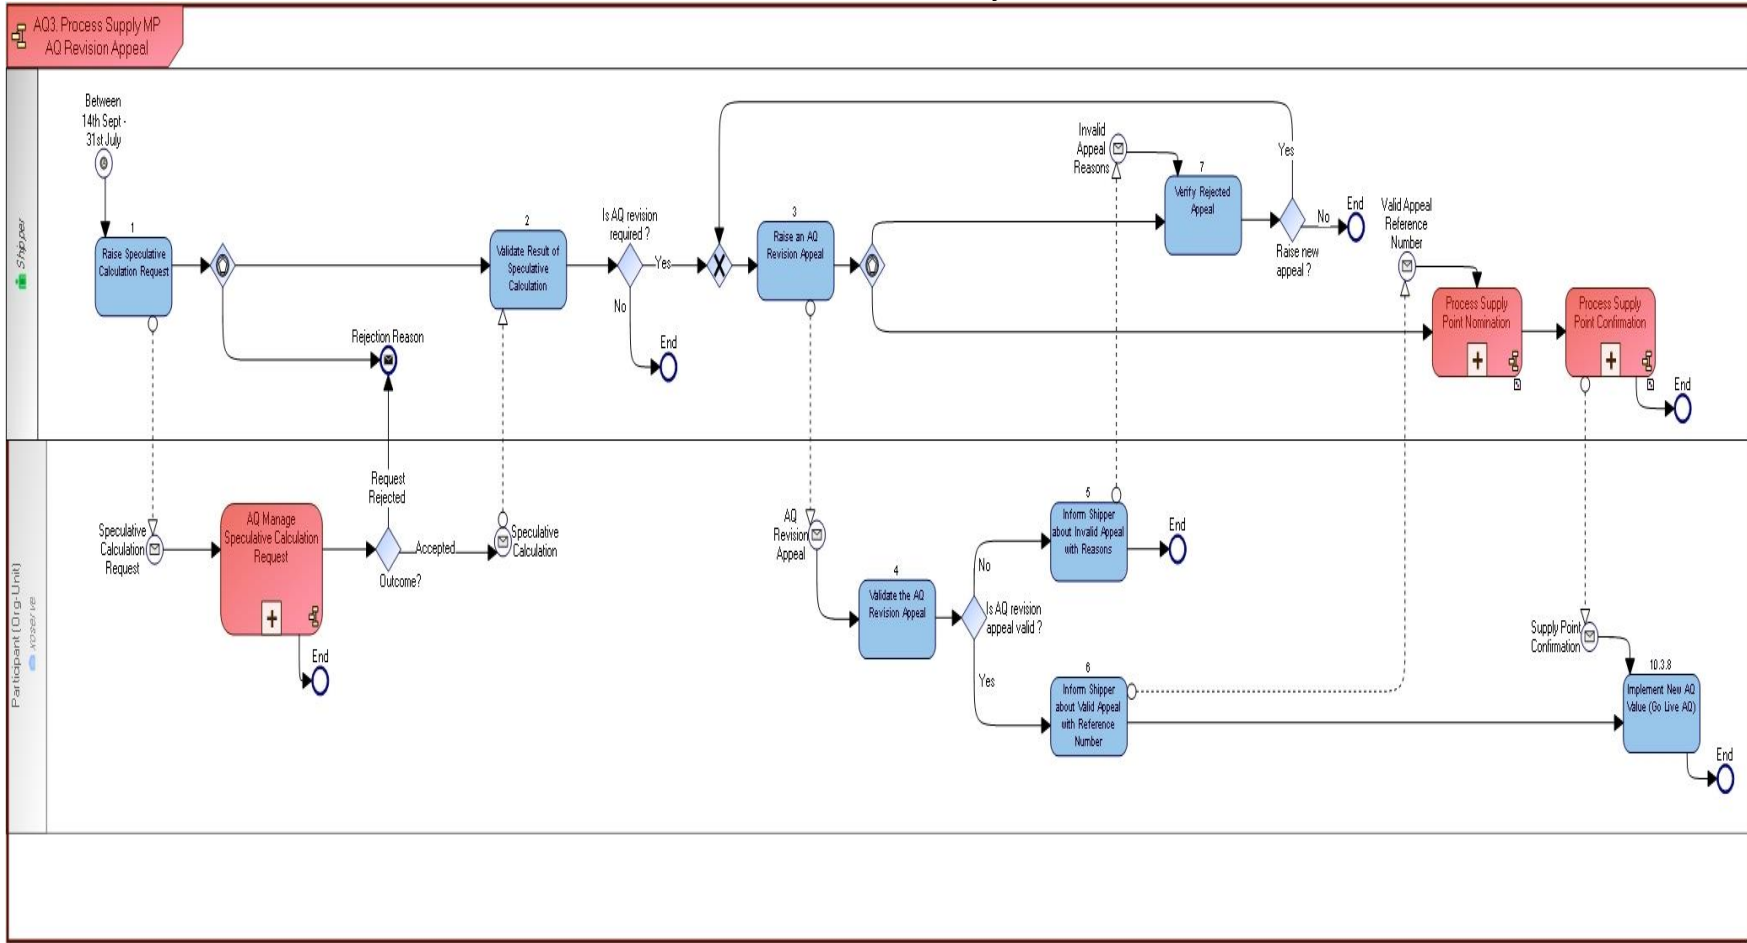 AQ3. Process Supply MP
AQ Revision Appeal
Shipper
Between
14th Sept -
31st July
1
Raise Speculative
Calculation Request
Rejection Reason
2
Validate Result of
Speculative
Calculation
Is AQ revision
required ?
Yes
No
End
3
Raise an AQ
Revision Appeal
Invalid
Appeal
Reasons
7
Verify Rejected
Appeal
Yes
No
End
Raise new
appeal ?
Valid Appeal
Reference
Number
Process Supply
Point Nomination
Process Supply
Point Confirmation
End
Participant (Org-Unit)
xoserve
Speculative
Calculation
Request
AQ Manage
Speculative Calculation
Request
End
Request
Rejected
Accepted
Outcome?
Speculative
Calculation
AQ
Revision
Appeal
4
Validate the AQ
Revision Appeal
No
Is AQ revision
appeal valid ?
Yes
5
Inform Shipper
about Invalid Appeal
with Reasons
End
6
Inform Shipper
about Valid Appeal
with Reference
Number
Supply Point
Confirmation
10.3.8
Implement New AQ
Value (Go Live AQ)
End